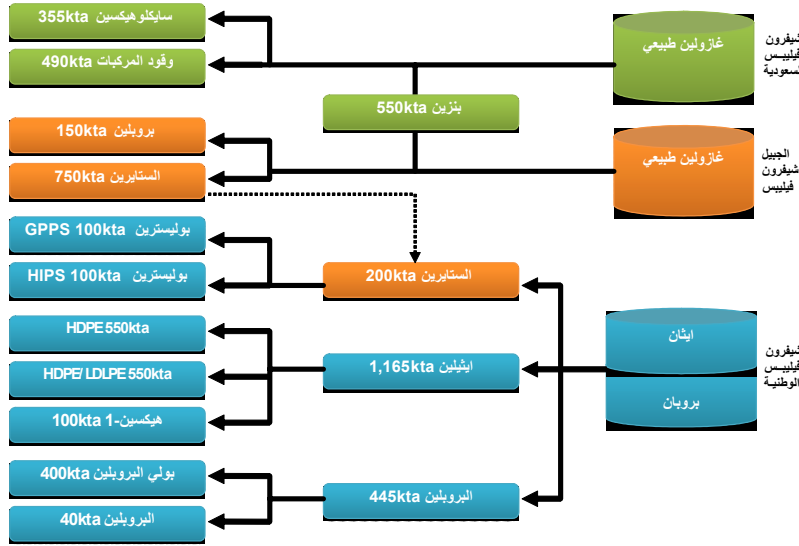 شيفرون
فيليبس
لسعودية
غازولين طبيعي
سايكلوهيكسين 355kta
وقود المركبات 490kta
بنزين 550kta
الجبيل
شيفرون
فيليبس
غازولين طبيعي
بروبلين 150kta
الستايرين 750kta
بوليسترين GPPS 100kta
بوليسترين HIPS 100kta
الستايرين 200kta
شيفرون
فيليبس
الوطنية
ايثان
بروبان
ايثيلين 1,165kta
HDPE 550kta
HDPE/ LDLPE 550kta
هيكسين-1 100kta
البروبلين 445kta
بولي البروبلين 400kta
البروبلين 40kta